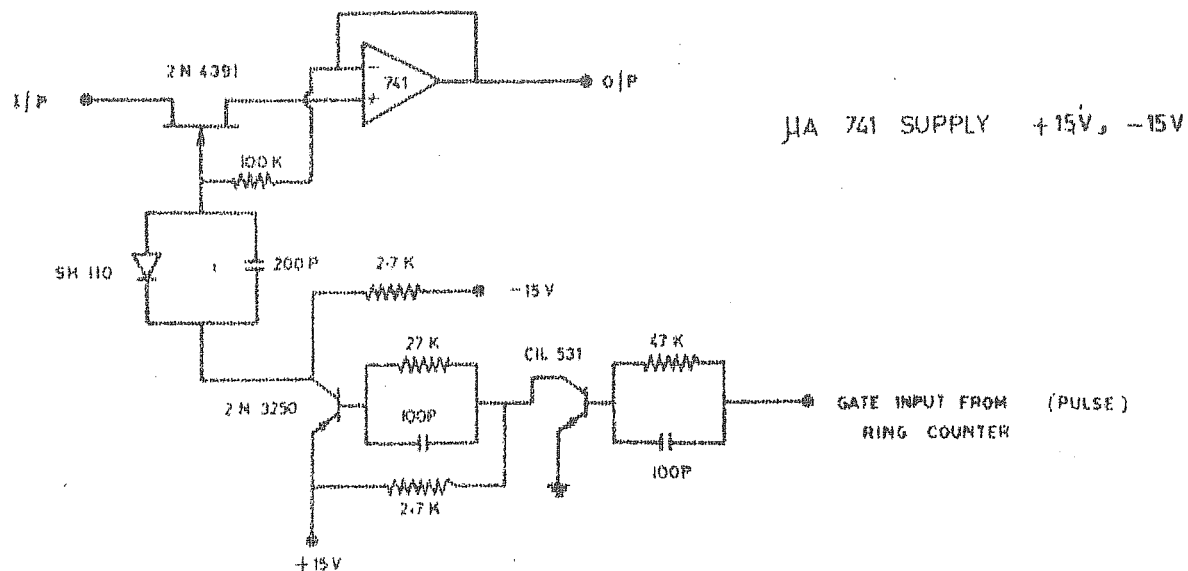 2 N 4391
I/P
-
741
+
O/P
μA 741 SUPPLY +15V, -15V
100 K
SH 110
200 P
2.7 K
-15 V
27 K
CIL 531
47 K
2 N 3250
100P
GATE INPUT FROM (PULSE)
RING COUNTER
100P
2.7 K
+15 V